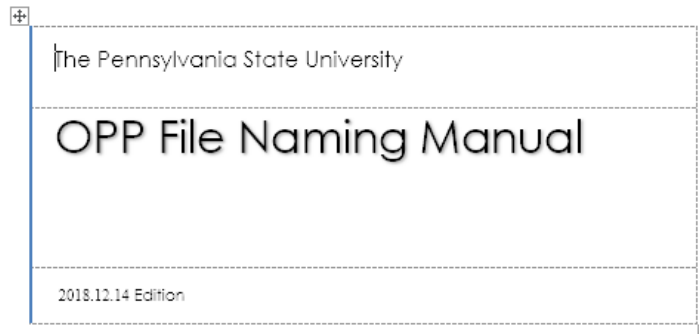 The Pennsylvania State University
OPP File Naming Manual
2018.12.14 Edition